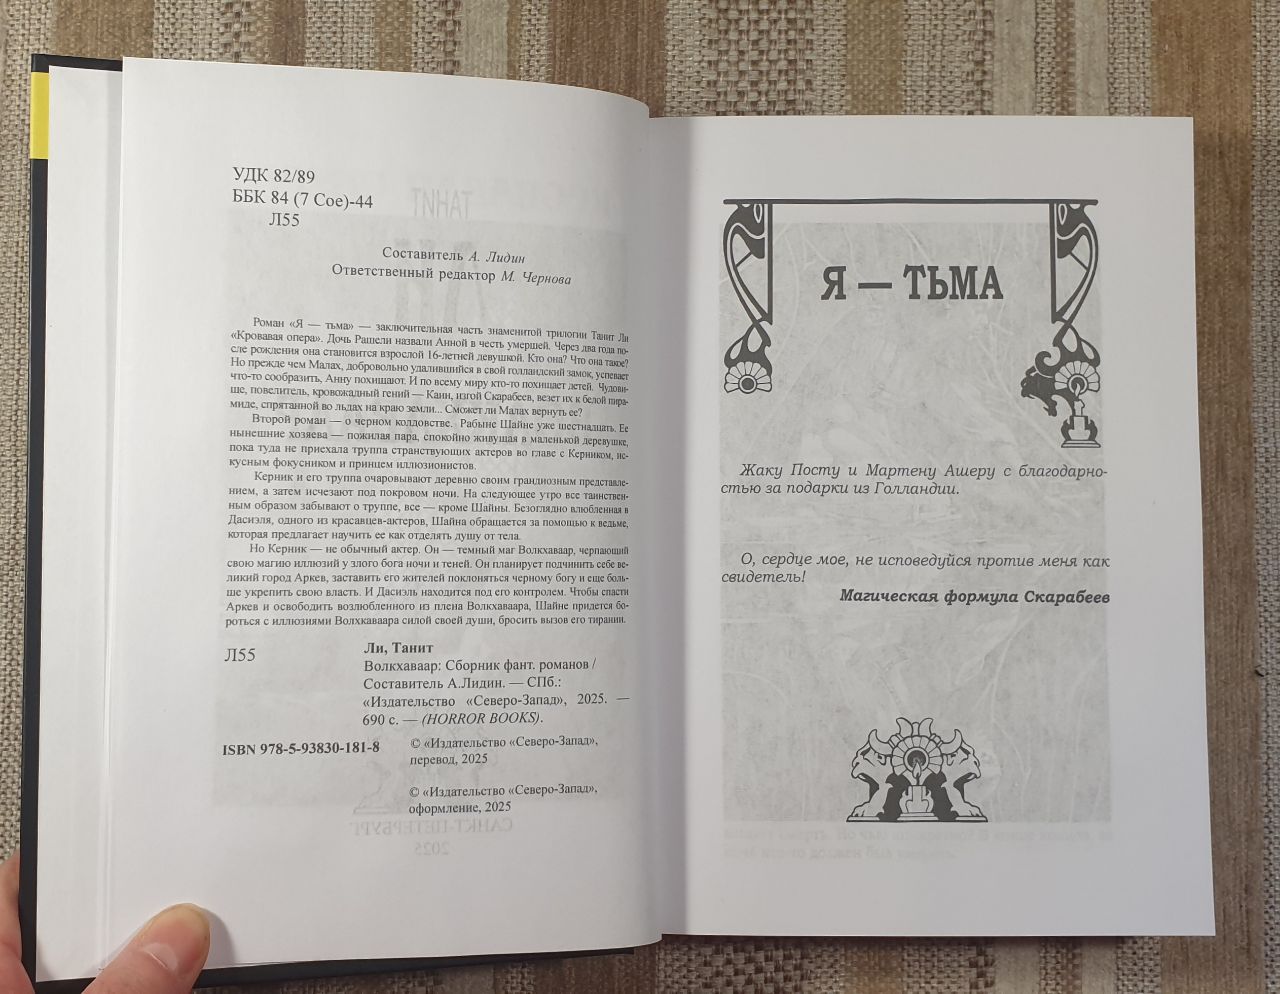 УДК 82/89
ББК 84 (7 Сое)-44
Л55
Составитель А. Лидин
Ответственный редактор М. Чернова
Роман «Я — тьма» — заключительная часть знаменитой трилогии Танит Ли
«Кровавая опера». Дочь Рашели назвали Анной в честь умершей. Через два года по-
сле рождения она становится взрослой 16-летней девушкой. Кто она? Что она такое?
Но прежде чем Малах, добровольно удалившийся в свой голландский замок, успевает
что-то сообразить, Анну похищают. И по всему миру кто-то похищает детей. Чудови-
ще, повелитель, кровожадный гений — Каин, изгой Скарабеев, везет их к белой пира-
миде, спрятанной во льдах на краю земли... Сможет ли Малах вернуть ее?
Второй роман — о черном колдовстве. Рабыне Шайне уже шестнадцать. Ее
нынешние хозяева — пожилая пара, спокойно живущая в маленькой деревушке,
пока туда не приехала труппа странствующих актеров во главе с Керником, ис-
кусным фокусником и принцем иллюзионистов.
Керник и его труппа очаровывают деревню своим грандиозным представле-
нием, а затем исчезают под покровом ночи. На следующее утро все таинствен-
ным образом забывают о труппе, все — кроме Шайны. Безоглядно влюбленная в
Дасиэля, одного из красавцев-актеров, Шайна обращается за помощью к ведьме,
которая предлагает научить ее как отделять душу от тела.
Но Керник — не обычный актер. Он — темный маг Волкхаваар, черпающий
свою магию иллюзий у злого бога ночи и теней. Он планирует подчинить себе ве-
ликий город Аркев, заставить его жителей поклоняться черному богу и еще боль-
ше укрепить свою власть. И Дасиэль находится под его контролем. Чтобы спасти
Аркев и освободить возлюбленного из плена Волкхаваара, Шайне придется бо-
роться с иллюзиями Волхкаваара силой своей души, бросить вызов его тирании.
Л55
Ли, Танит
Волкхаваар: Сборник фант. романов /
Составитель А.Лидин. — СПб.:
«Издательство «Северо-Запад», 2025. —
690 с. — (HORROR BOOKS).
ISBN 978-5-93830-181-8
© «Издательство «Северо-Запад»,
перевод, 2025
© «Издательство «Северо-Запад»,
оформление, 2025
Я — ТЬМА
Жаку Посту и Мартену Ашеру с благодарно-
стью за подарки из Голландии.
О, сердце мое, не исповедуйся против меня как
свидетель!
Магическая формула Скарабеев